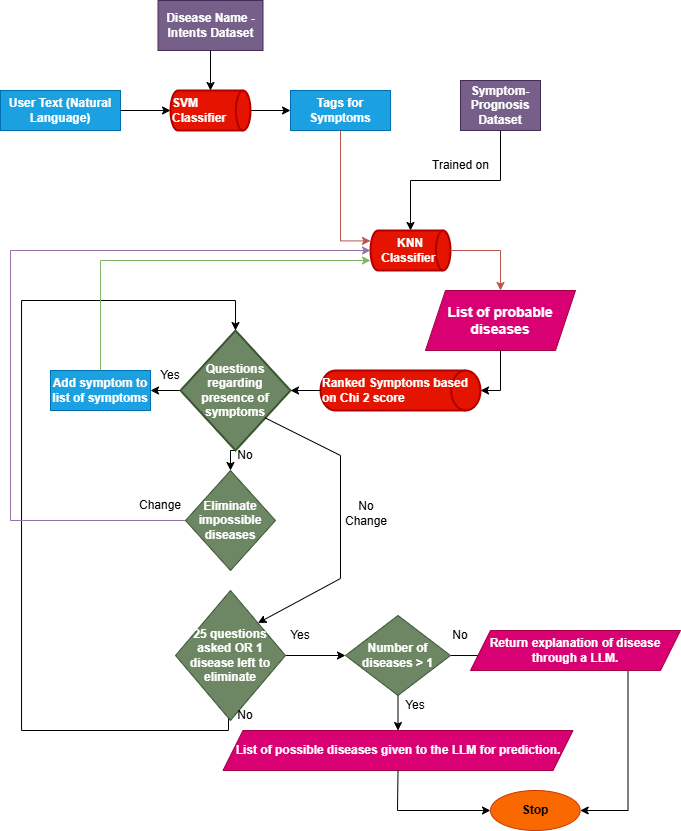 Disease Name -
Intents Dataset
User Text (Natural
Language)
SVM
Classifier
Tags for
Symptoms
Symptom-
Prognosis
Dataset
Trained on
KNN
Classifier
List of probable
diseases
Ranked Symptoms based
on Chi 2 score
Questions
regarding
presence of
symptoms
Yes
Add symptom to
list of symptoms
No
Eliminate
impossible
diseases
Change
No
Change
25 questions
asked OR 1
disease left to
eliminate
Yes
No
Number of
diseases > 1
No
Return explanation of disease
through a LLM.
Yes
List of possible diseases given to the LLM for prediction.
Stop